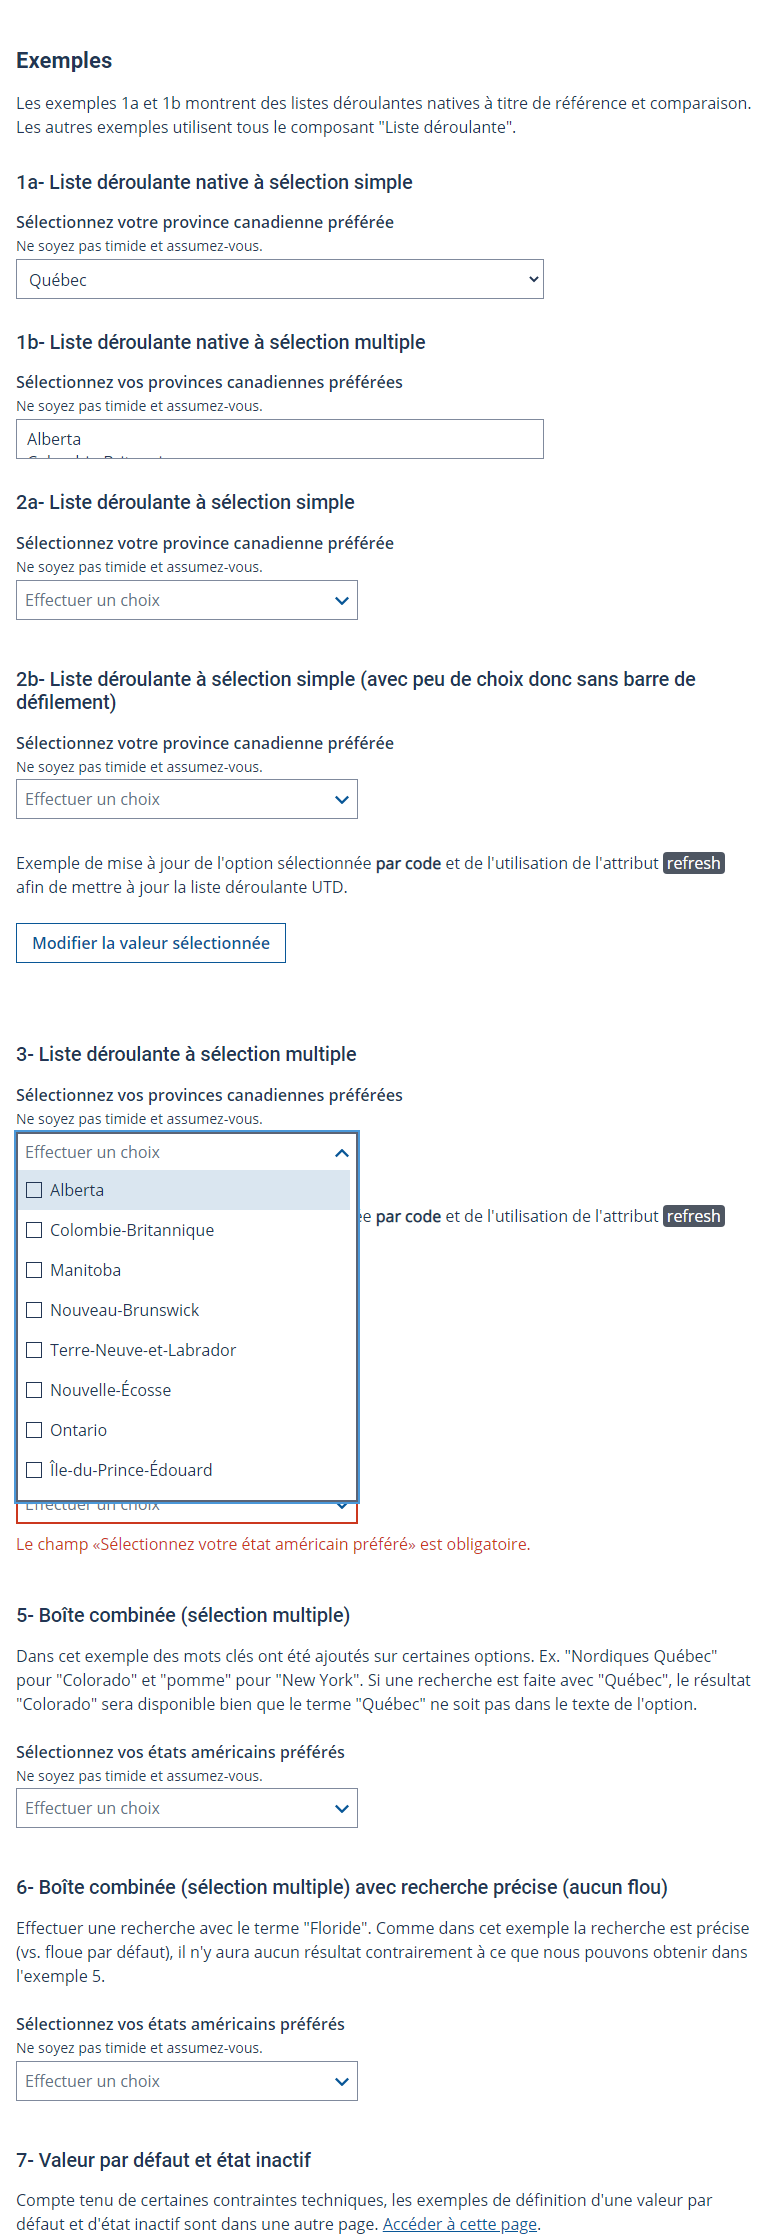 Exemples
Les exemples 1a et 1b montrent des listes déroulantes natives à titre de référence et comparaison.
Les autres exemples utilisent tous le composant "Liste déroulante".
1a- Liste déroulante native à sélection simple
Sélectionnez votre province canadienne préférée
Ne soyez pas timide et assumez-vous.
Québec
1b- Liste déroulante native à sélection multiple
Sélectionnez vos provinces canadiennes préférées
Ne soyez pas timide et assumez-vous.
Alberta
2a- Liste déroulante à sélection simple
Sélectionnez votre province canadienne préférée
Ne soyez pas timide et assumez-vous.
Effectuer un choix
2b- Liste déroulante à sélection simple (avec peu de choix donc sans barre de
défilement)
Sélectionnez votre province canadienne préférée
Ne soyez pas timide et assumez-vous.
Effectuer un choix
Exemple de mise à jour de l'option sélectionnée par code et de l'utilisation de l'attribut refresh
afin de mettre à jour la liste déroulante UTD.
Modifier la valeur sélectionnée
3- Liste déroulante à sélection multiple
Sélectionnez vos provinces canadiennes préférées
Ne soyez pas timide et assumez-vous.
Effectuer un choix
Alberta
par code et de l'utilisation de l'attribut refresh
Colombie-Britannique
Manitoba
Nouveau-Brunswick
Terre-Neuve-et-Labrador
Nouvelle-Écosse
Ontario
Île-du-Prince-Édouard
Effectuer un choix
Le champ «Sélectionnez votre état américain préféré» est obligatoire.
5- Boîte combinée (sélection multiple)
Dans cet exemple des mots clés ont été ajoutés sur certaines options. Ex. "Nordiques Québec"
pour "Colorado" et "pomme" pour "New York". Si une recherche est faite avec "Québec", le résultat
"Colorado" sera disponible bien que le terme "Québec" ne soit pas dans le texte de l'option.
Sélectionnez vos états américains préférés
Ne soyez pas timide et assumez-vous.
Effectuer un choix
6- Boîte combinée (sélection multiple) avec recherche précise (aucun flou)
Effectuer une recherche avec le terme "Floride". Comme dans cet exemple la recherche est précise
(vs. floue par défaut), il n'y aura aucun résultat contrairement à ce que nous pouvons obtenir dans
l'exemple 5.
Sélectionnez vos états américains préférés
Ne soyez pas timide et assumez-vous.
Effectuer un choix
7- Valeur par défaut et état inactif
Compte tenu de certaines contraintes techniques, les exemples de définition d'une valeur par
défaut et d'état inactif sont dans une autre page. Accéder à cette page.